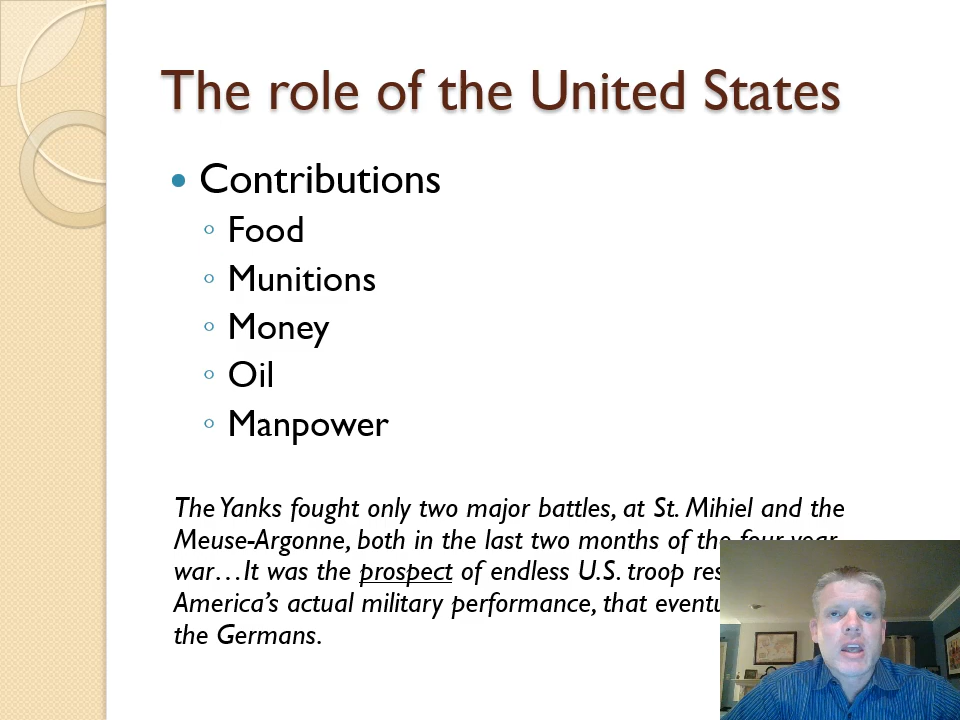 The role of the United States
Contributions
Food
Munitions
Money
Oil
Manpower
The Yanks fought only two major battles, at St. Mihiel and the
Meuse-Argonne, both in the last two months of the four-year
war…It was the prospect of endless U.S. troop
America's actual military performance, that
the Germans.